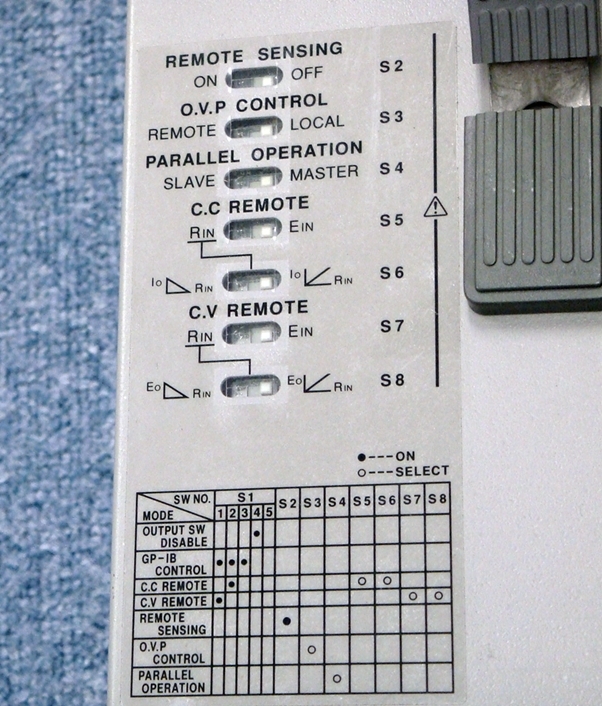 REMOTE SENSING
ON OFF S2
O.V.P CONTROL
REMOTE LOCAL S3
PARALLEL OPERATION
SLAVE MASTER S4
C.C REMOTE
RIN EIN S5
Io RIN Io RIN S6
C.V REMOTE
RIN EIN S7
Eo RIN Eo RIN S8
●---ON
○---SELECT
SW NO. S1 S2 S3 S4 S5 S6 S7 S8
MODE 1 2 3 4 5
OUTPUT SW
DISABLE ●
GP-IB
CONTROL ● ● ●
C.C REMOTE ● ○ ○
C.V REMOTE ● ○ ○
REMOTE
SENSING ●
O.V.P
CONTROL ○
PARALLEL
OPERATION ○